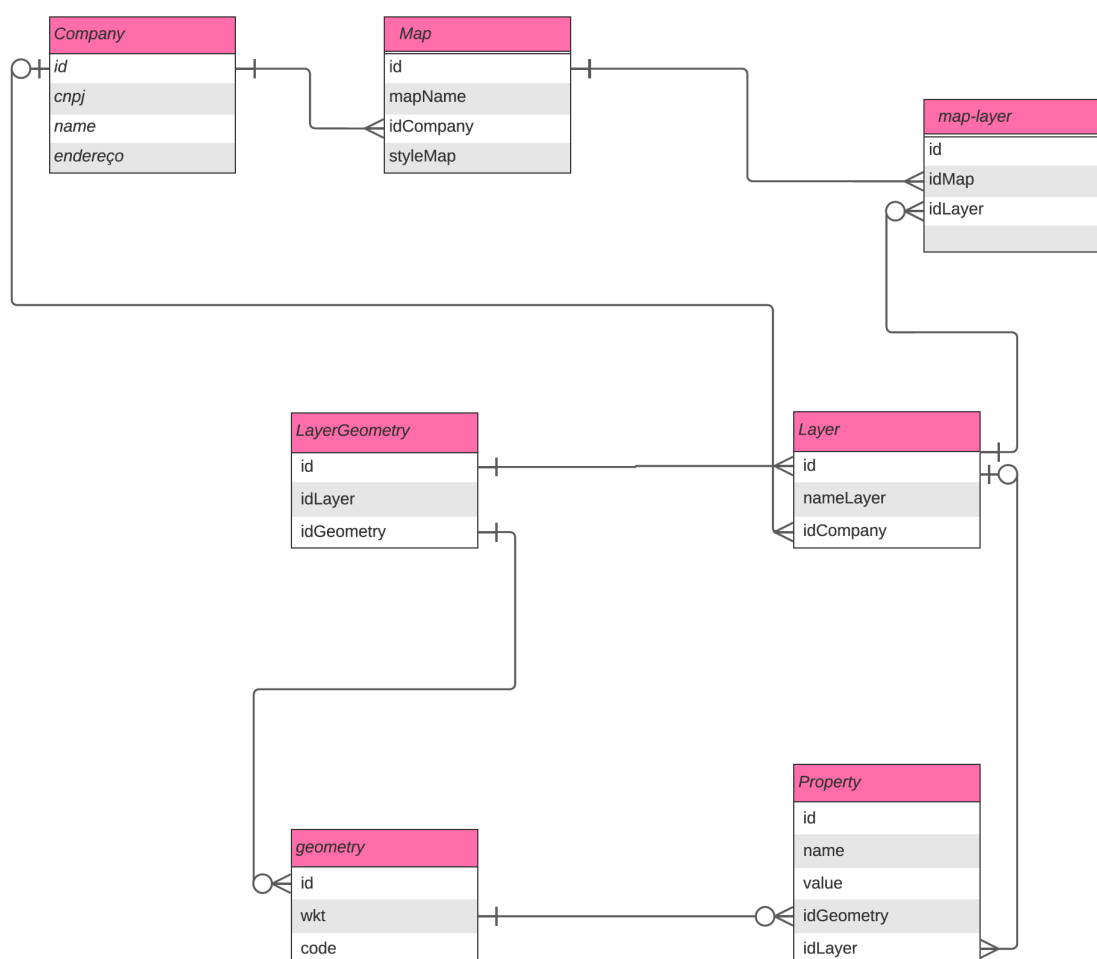 Company
id
cnpj
name
endereço
Map
id
mapName
idCompany
styleMap
map-layer
id
idMap
idLayer
LayerGeometry
id
idLayer
idGeometry
Layer
id
nameLayer
idCompany
geometry
id
wkt
code
Property
id
name
value
idGeometry
idLayer